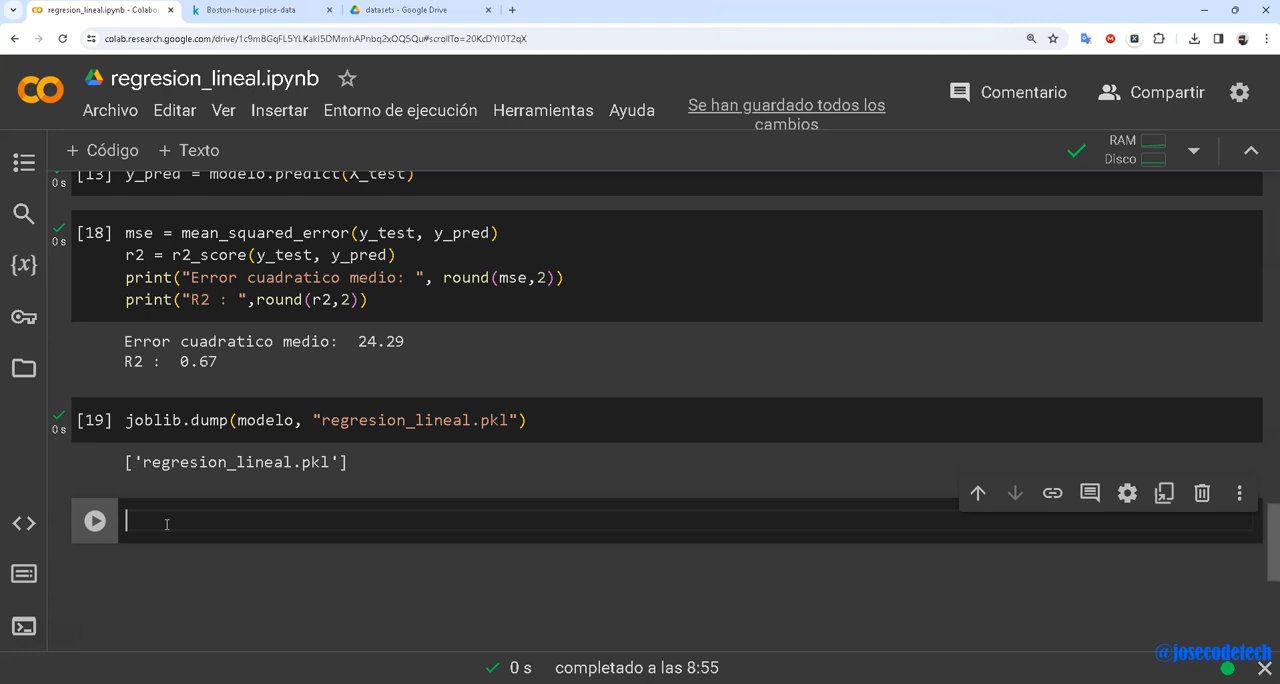 regresion_lineal.ipynb - Colabo
Boston-house-price-data
datasets - Google Drive
colab.research.google.com/drive/1c9m8GqFL5YLKakI5DMmhAPnbq2xOQ5Qu#scrollTo=20KcDYI0T2qX
regresion_lineal.ipynb
Comentario
Compartir
Archivo Editar Ver Insertar Entorno de ejecución Herramientas Ayuda
Se han guardado todos los cambios
+ Código + Texto
RAM
Disco
0 s
[13] y_pred = modelo.predict(X_test)
0 s
[18] mse = mean_squared_error(y_test, y_pred)
r2 = r2_score(y_test, y_pred)
print("Error cuadratico medio: ", round(mse,2))
print("R2 : ",round(r2,2))
Error cuadratico medio:  24.29
R2 :  0.67
0 s
[19] joblib.dump(modelo, "regresion_lineal.pkl")
['regresion_lineal.pkl']
0 s completado a las 8:55
@josecodetech